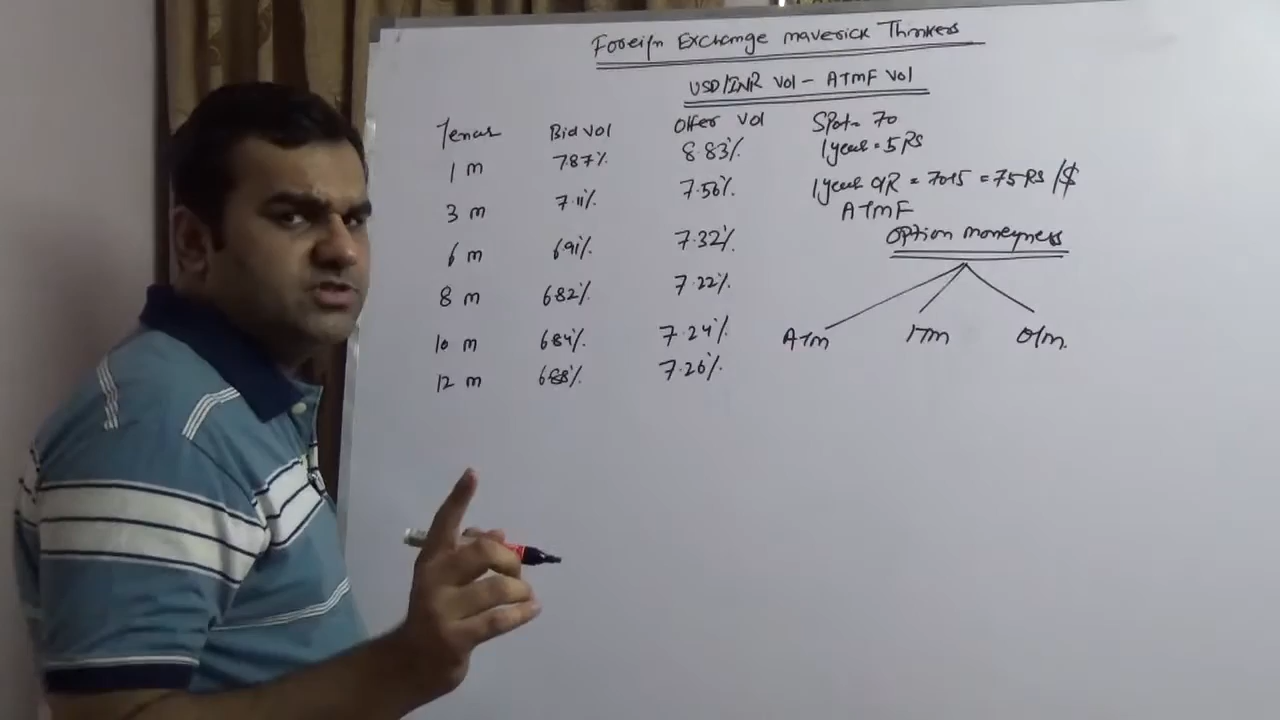 Foreign Exchange maverick Thinkers
USD/INR Vol - ATMF Vol
Tenor Bid Vol Offer Vol
1 m 7.87% 8.83%
3 m 7.11% 7.56%
6 m 6.91% 7.32%
8 m 6.82% 7.22%
10 m 6.84% 7.24%
12 m 6.88% 7.26%
Spot = 70
1 year = 5 Rs
1 year = 70+5 = 75 RS /$
ATMF
Option moneyness
ATM ITM OTM